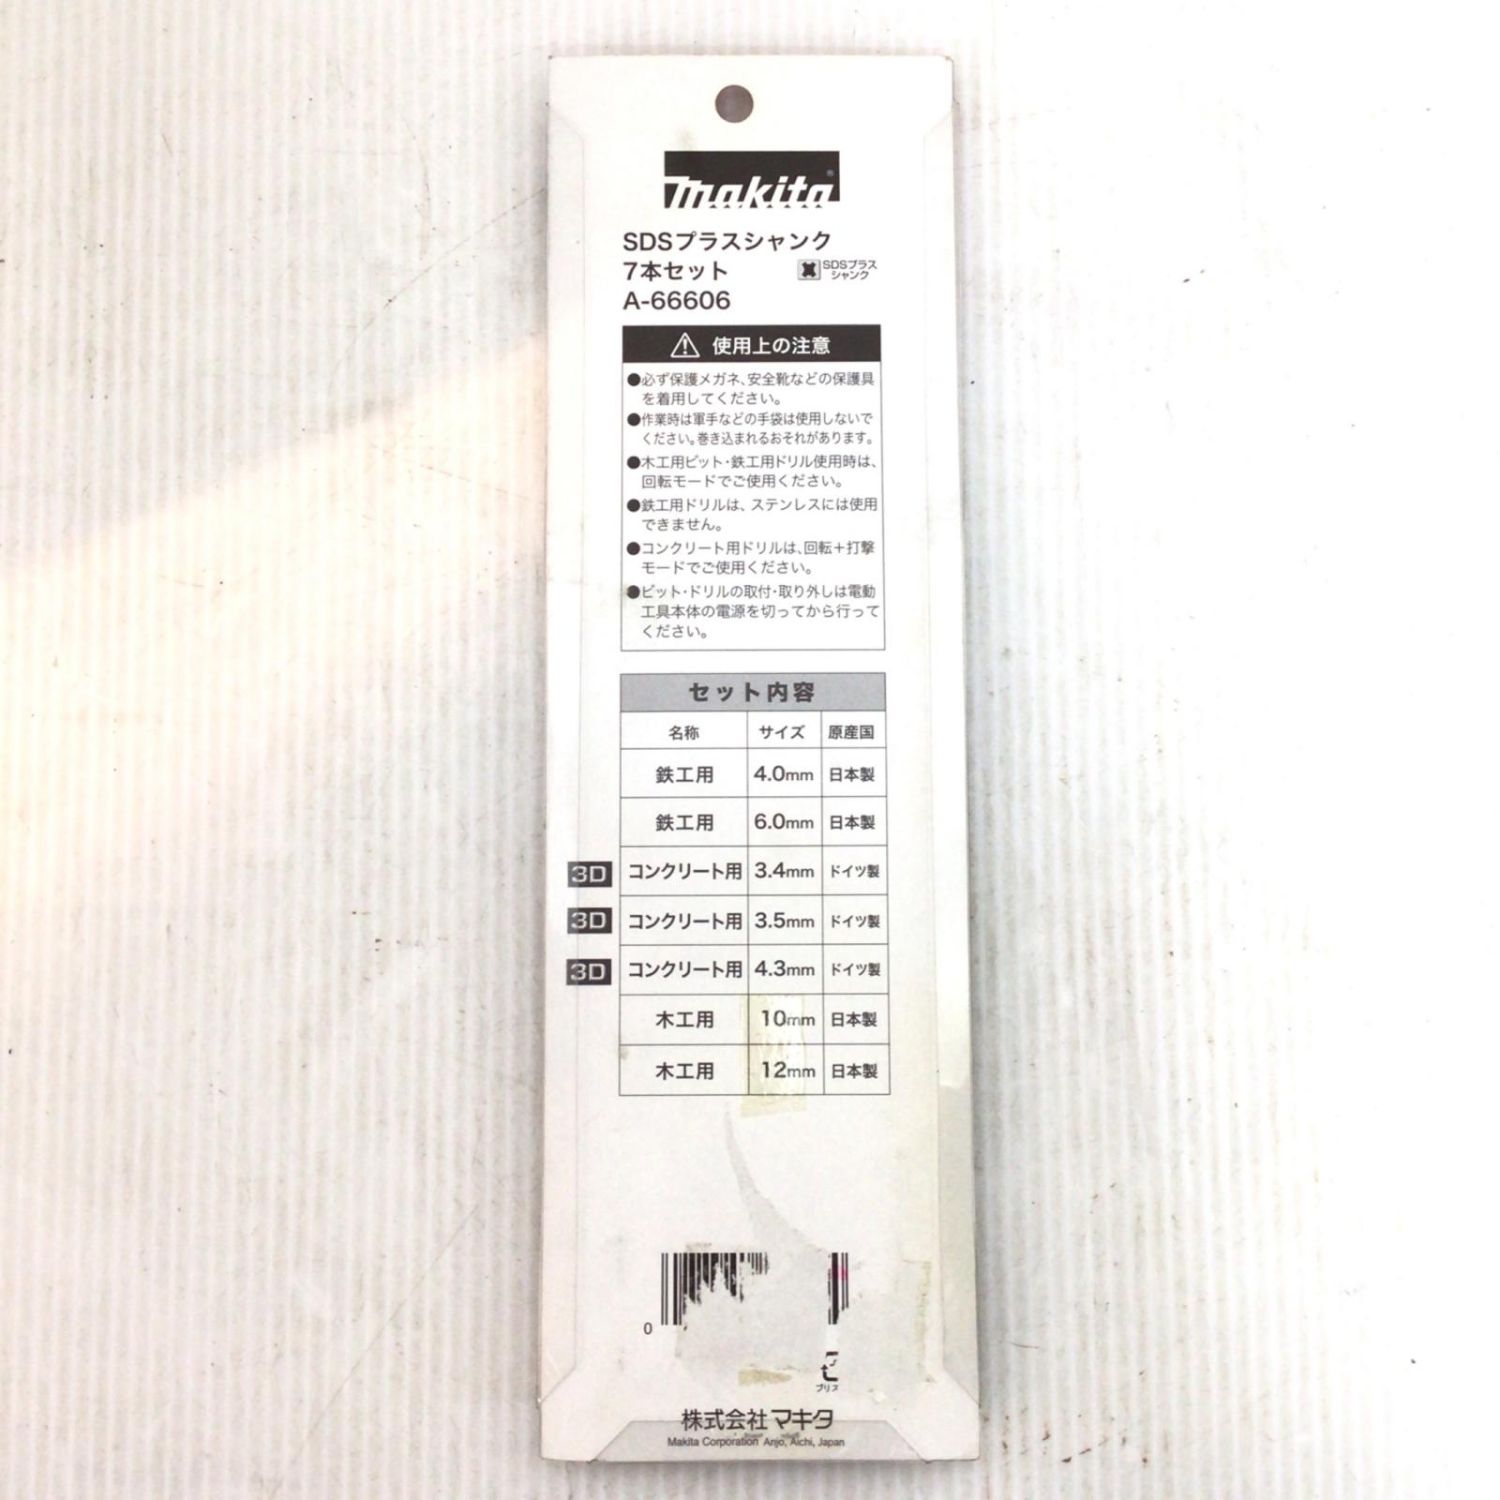 makita®
SDSプラスシャンク
7本セット
SDSプラス
シャンク
A-66606
使用上の注意
●必ず保護メガネ、安全靴などの保護具
を着用してください。
●作業時は軍手などの手袋は使用しないで
ください。巻き込まれるおそれがあります。
●木工用ビット・鉄工用ドリル使用時は、
回転モードでご使用ください。
●鉄工用ドリルは、ステンレスには使用
できません。
●コンクリート用ドリルは、回転＋打撃
モードでご使用ください。
●ビット・ドリルの取付・取り外しは電動
工具本体の電源を切ってから行って
ください。
セット内容
名称 サイズ 原産国
鉄工用 4.0mm 日本製
鉄工用 6.0mm 日本製
3D コンクリート用 3.4mm ドイツ製
3D コンクリート用 3.5mm ドイツ製
3D コンクリート用 4.3mm ドイツ製
木工用 10mm 日本製
木工用 12mm 日本製
0
プリス
株式会社マキタ
Makita Corporation Anjo, Aichi, Japan